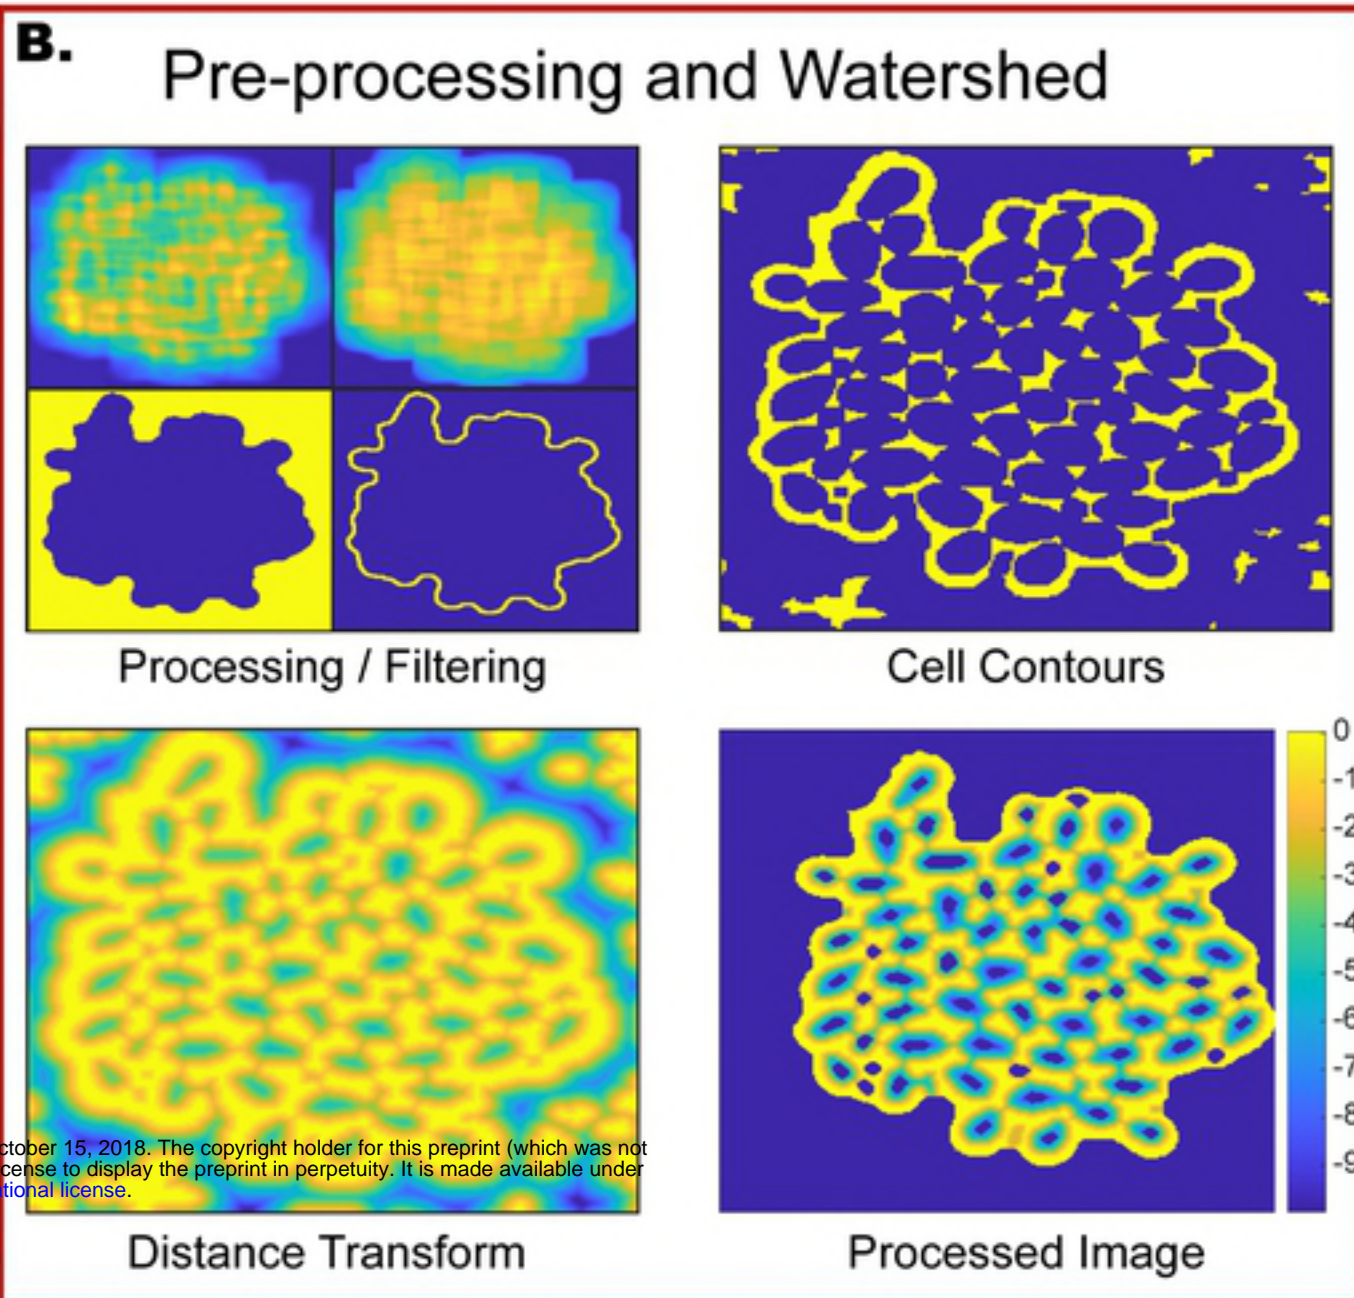 B.
Pre-processing and Watershed
Processing / Filtering
Cell Contours
0
-1
-2
-3
-4
-5
-6
-7
-8
-9
ctober 15, 2018. The copyright holder for this preprint (which was not
cense to display the preprint in perpetuity. It is made available under
tional license.
Distance Transform
Processed Image